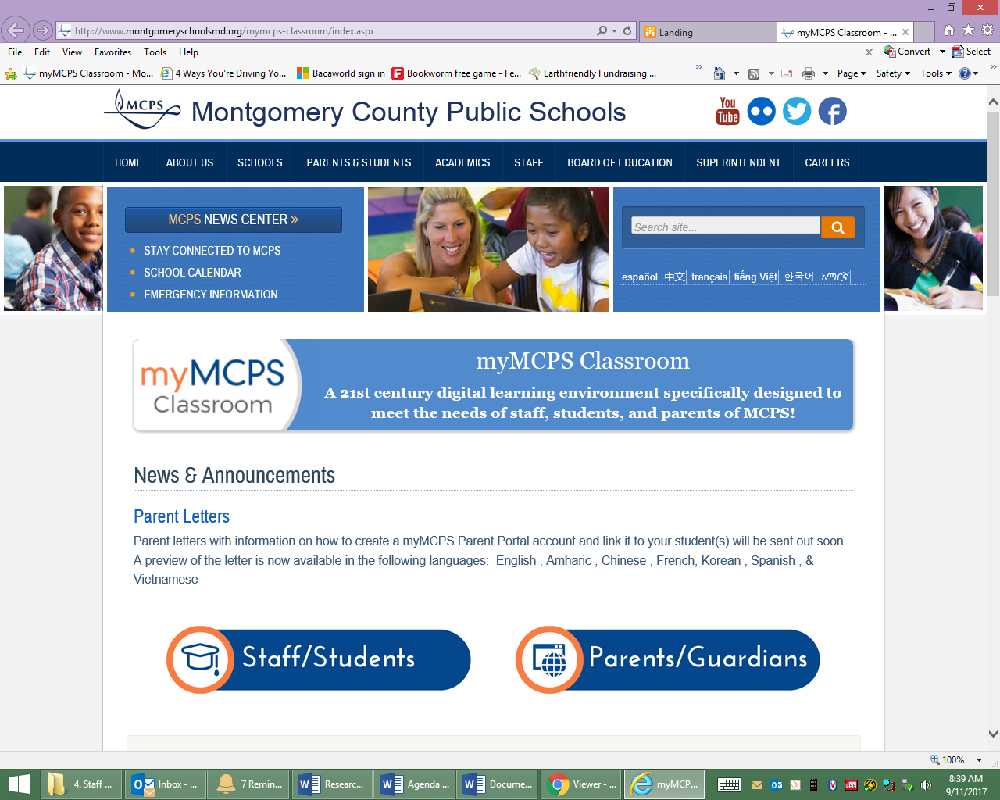 http://www.montgomeryschoolsmd.org/mymcps-classroom/index.aspx
Landing
myMCPS Classroom - ...
File Edit View Favorites Tools Help
Convert Select
myMCPS Classroom - Mo...
4 Ways You're Driving Yo...
Bacaworld sign in
Bookworm free game - Fe...
Earthfriendly Fundraising ...
Page Safety Tools
MCPS
Montgomery County Public Schools
You Tube
HOME ABOUT US SCHOOLS PARENTS & STUDENTS ACADEMICS STAFF BOARD OF EDUCATION SUPERINTENDENT CAREERS
MCPS NEWS CENTER »
STAY CONNECTED TO MCPS
SCHOOL CALENDAR
EMERGENCY INFORMATION
Search site...
español 中文 français tiếng Việt 한국어 አማርኛ
myMCPS
Classroom
myMCPS Classroom
A 21st century digital learning environment specifically designed to
meet the needs of staff, students, and parents of MCPS!
News & Announcements
Parent Letters
Parent letters with information on how to create a myMCPS Parent Portal account and link it to your student(s) will be sent out soon.
A preview of the letter is now available in the following languages: English , Amharic , Chinese , French, Korean , Spanish , &
Vietnamese
Staff/Students
Parents/Guardians
100%
4. Staff ...
Inbox - ...
7 Remin...
Researc...
Agenda ...
Docume...
Viewer - ...
myMCP...
8:39 AM
9/11/2017